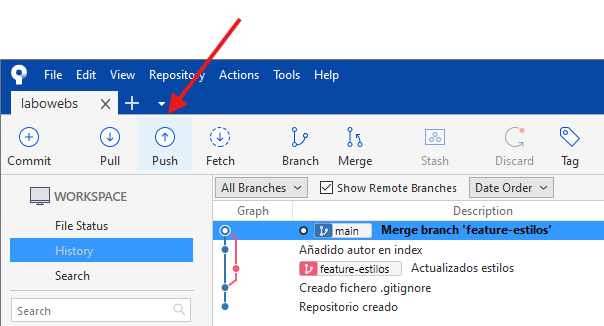 File Edit View Repository Actions Tools Help
labowebs
Commit Pull Push Fetch Branch Merge Stash Discard Tag
WORKSPACE
File Status
History
Search
Search
All Branches Show Remote Branches Date Order
Graph Description
main Merge branch 'feature-estilos'
Añadido autor en index
feature-estilos Actualizados estilos
Creado fichero .gitignore
Repositorio creado